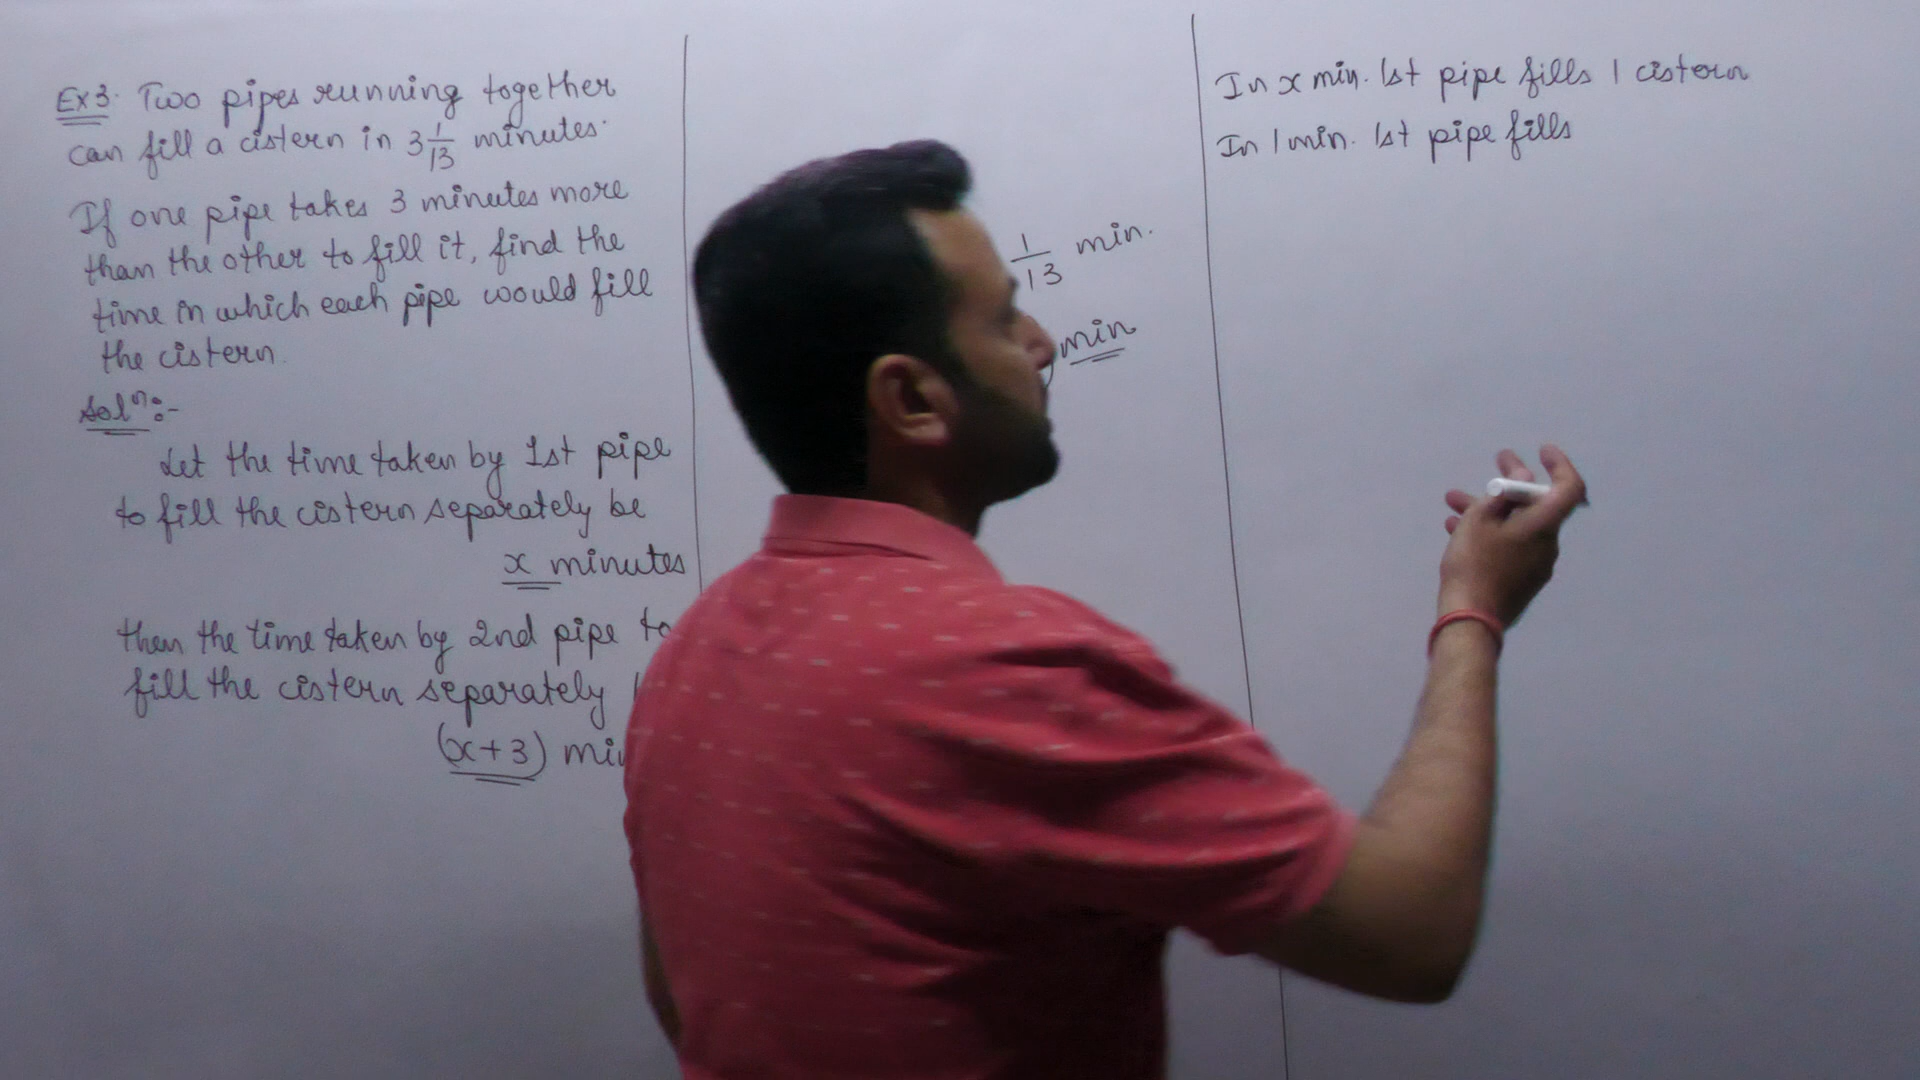 Ex 3. Two pipes running together
can fill a cistern in 3 1/13 minutes.
If one pipe takes 3 minutes more
than the other to fill it, find the
time in which each pipe would fill
the cistern.
Solⁿ:-
Let the time taken by 1st pipe
to fill the cistern separately be
x minutes
then the time taken by 2nd pipe to
fill the cistern separately
(x+3)
1/13 min.
min
In x min. 1st pipe fills 1 cistern
In 1 min. 1st pipe fills